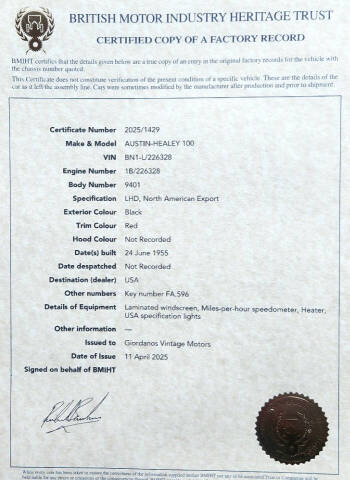 BRITISH MOTOR INDUSTRY HERITAGE TRUST
CERTIFIED COPY OF A FACTORY RECORD
BMIHT certifies that the details given below are a true copy of an entry in the original factory records for the vehicle with
the chassis number quoted.
This Certificate does not constitute verification of the present condition of a specific vehicle. These are the details of the
car as it left the assembly line. Cars were sometimes modified by the manufacturer after production and prior to shipment.
Certificate Number 2025/1429
Make & Model AUSTIN-HEALEY 100
VIN BN1-L/226328
Engine Number 1B/226328
Body Number 9401
Specification LHD, North American Export
Exterior Colour Black
Trim Colour Red
Hood Colour Not Recorded
Date(s) built 24 June 1955
Date despatched Not Recorded
Destination (dealer) USA
Other numbers Key number FA.596
Details of Equipment Laminated windscreen, Miles-per-hour speedometer, Heater,
USA specification lights
Other information —
Issued to Giordanos Vintage Motors
Date of Issue 11 April 2025
Signed on behalf of BMIHT